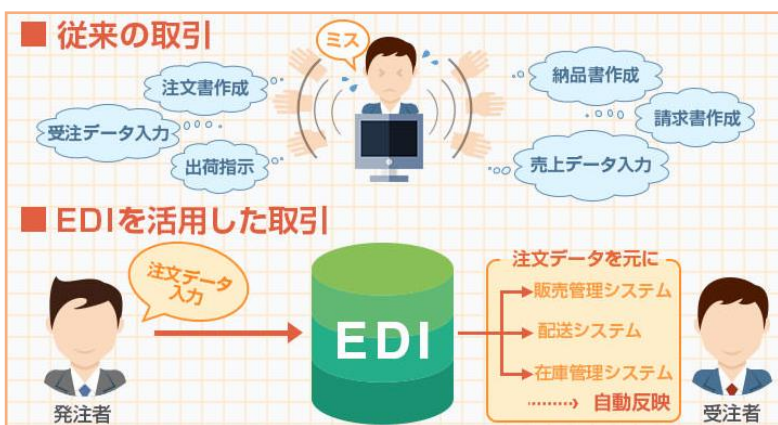 ■ 従来の取引
ミス
注文書作成
受注データ入力
出荷指示
納品書作成
請求書作成
売上データ入力
■ EDIを活用した取引
注文データ
入力
発注者
EDI
注文データを元に
販売管理システム
配送システム
在庫管理システム
自動反映
受注者